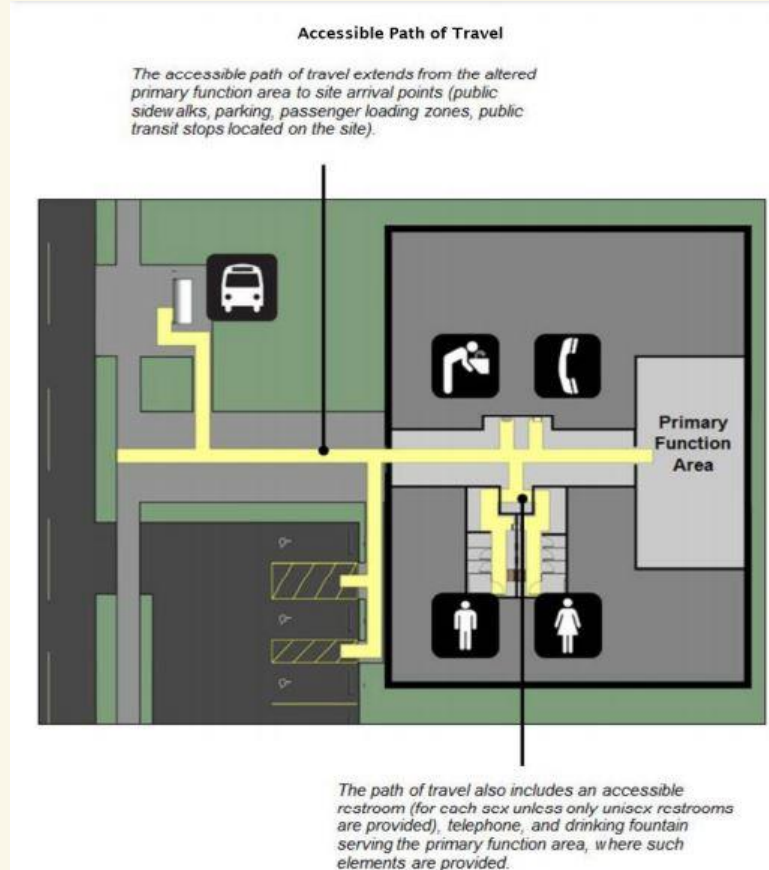 Accessible Path of Travel
The accessible path of travel extends from the altered
primary function area to site arrival points (public
sidewalks, parking, passenger loading zones, public
transit stops located on the site).
Primary
Function
Area
The path of travel also includes an accessible
restroom (for each sex unless only unisex restrooms
are provided), telephone, and drinking fountain
serving the primary function area, where such
elements are provided.